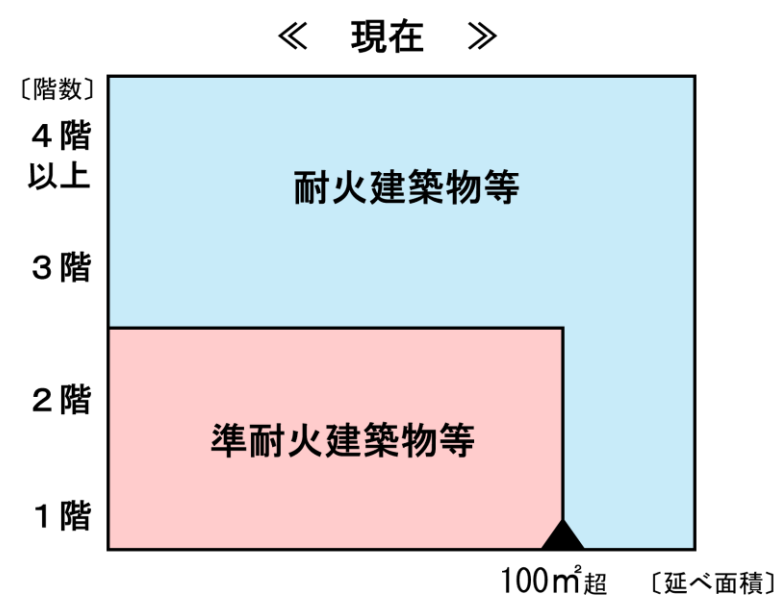 ≪ 現在 ≫
〔階数〕
４階
以上
耐火建築物等
３階
２階
準耐火建築物等
１階
100㎡超 〔延べ面積〕